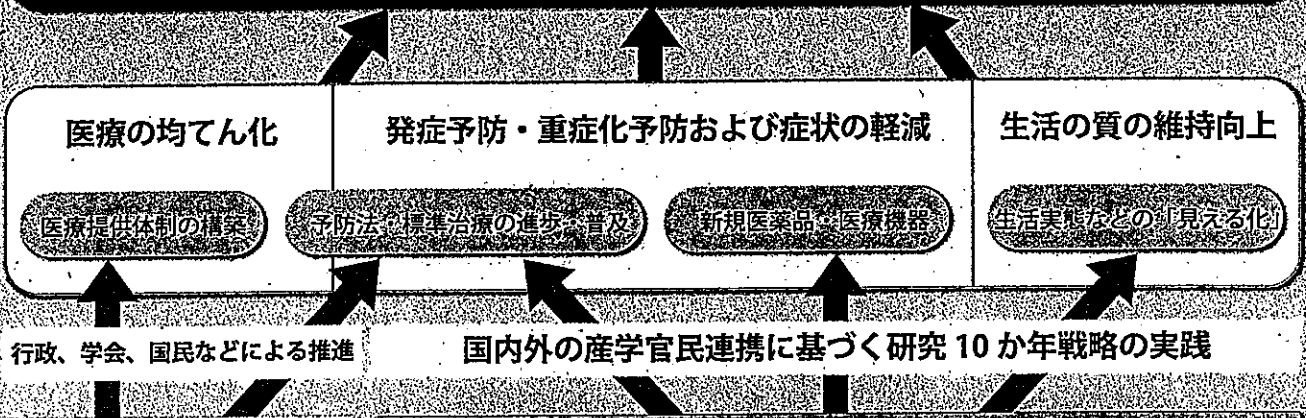 医療の均てん化
発症予防・重症化予防および症状の軽減
生活の質の維持向上
医療提供体制の構築
予防法・標準治療の進歩・普及
新規医薬品・医療機器
生活実態などの「見える化」
行政、学会、国民などによる推進
国内外の産学官民連携に基づく研究10か年戦略の実践